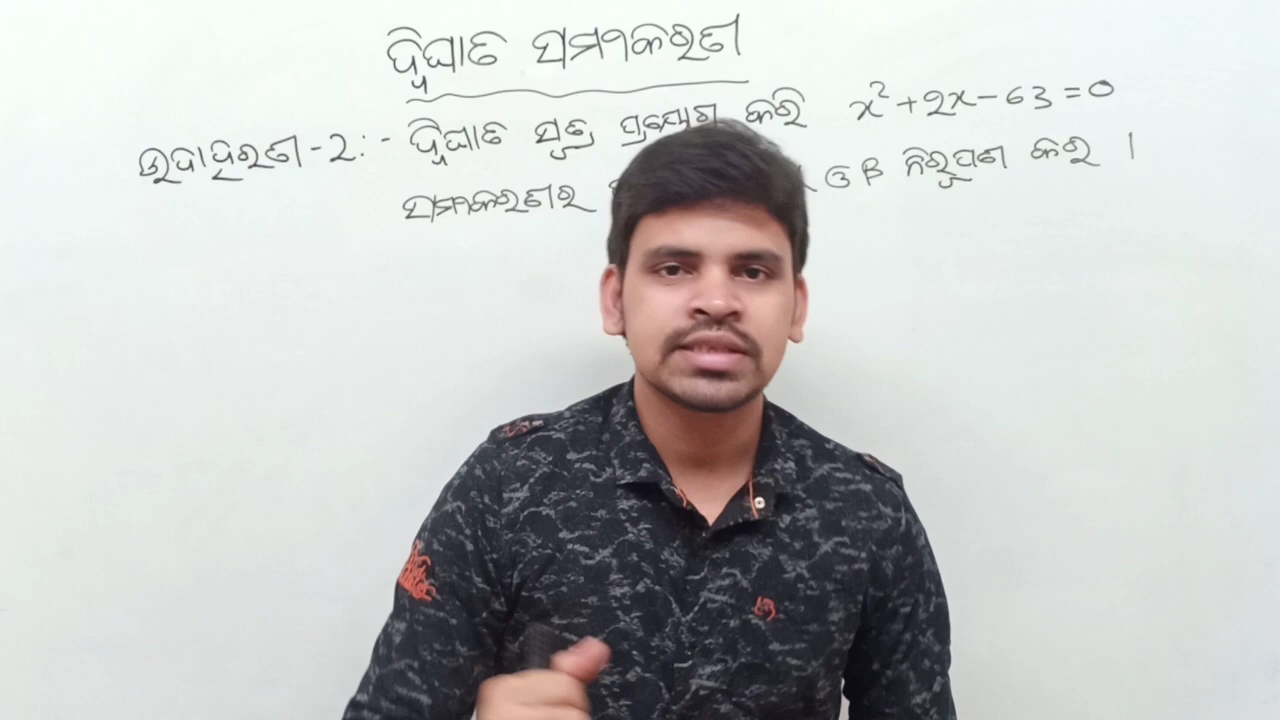 ଦ୍ୱିଘାତ ସମୀକରଣ
ଉଦାହରଣ-2:- ଦ୍ୱିଘାତ ସୂତ୍ର ପ୍ରୟୋଗ କରି x²+2x-63=0
ସମୀକରଣର ଓ β ନିରୂପଣ କର ।